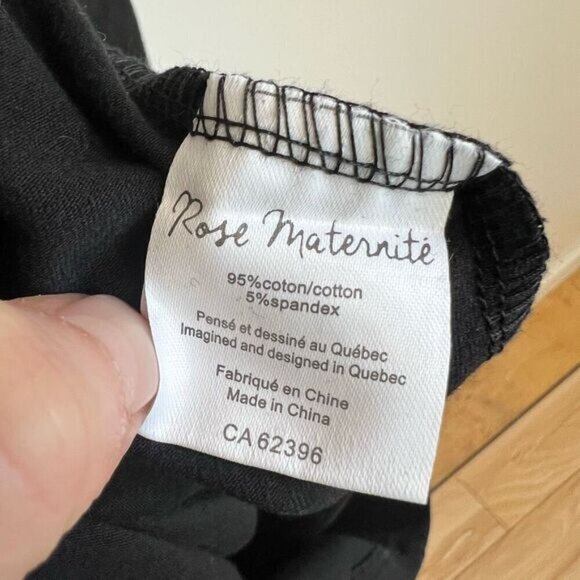 Rose Maternité
95%coton/cotton
5%spandex
Pensé et dessiné au Québec
Imagined and designed in Quebec
Fabriqué en Chine
Made in China
CA 62396